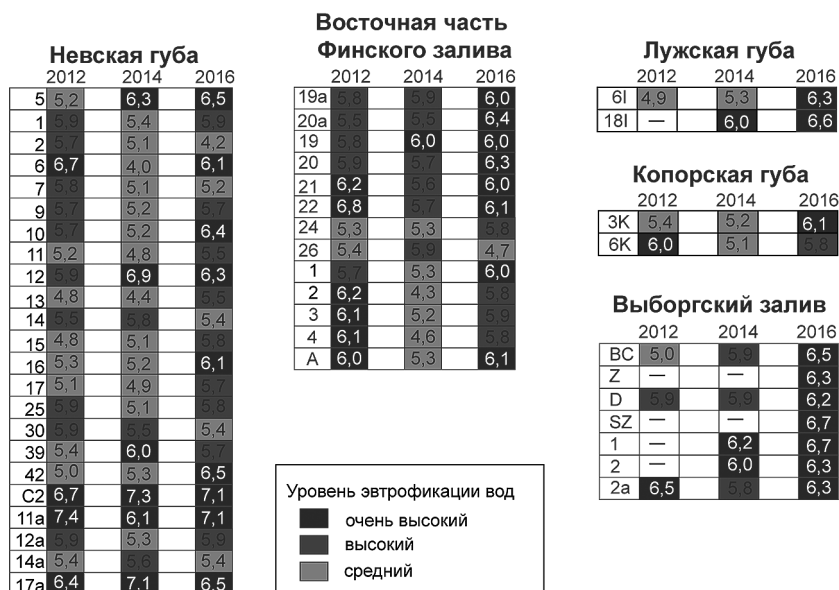 Невская губа
2012 2014 2016
5 5,2 6,3 6,5
1 5,9 5,4 5,9
2 5,7 5,1 4,2
6 6,7 4,0 6,1
7 5,8 5,1 5,2
9 5,7 5,2 5,7
10 5,7 5,2 6,4
11 5,2 4,8 5,5
12 5,9 6,9 6,3
13 4,8 4,4 5,5
14 5,5 5,8 5,4
15 4,8 5,1 5,8
16 5,3 5,2 6,1
17 5,1 4,9 5,7
25 5,9 5,1 5,8
30 5,9 5,5 5,4
39 5,4 6,0 5,7
42 5,0 5,3 6,5
С2 6,7 7,3 7,1
11а 7,4 6,1 7,1
12а 5,9 5,3 5,9
14а 5,4 5,6 5,4
17а 6,4 7,1 6,5
Восточная часть
Финского залива
2012 2014 2016
19а 5,8 5,9 6,0
20а 5,5 5,5 6,4
19 5,8 6,0 6,0
20 5,9 5,7 6,3
21 6,2 5,6 6,0
22 6,8 5,7 6,1
24 5,3 5,3 5,8
26 5,4 5,9 4,7
1 5,7 5,3 6,0
2 6,2 4,3 5,8
3 6,1 5,2 5,9
4 6,1 4,6 5,8
А 6,0 5,3 6,1
Уровень эвтрофикации вод
очень высокий
высокий
средний
Лужская губа
2012 2014 2016
6l 4,9 5,3 6,3
18l — 6,0 6,6
Копорская губа
2012 2014 2016
3К 5,4 5,2 6,1
6К 6,0 5,1 5,8
Выборгский залив
2012 2014 2016
ВС 5,0 5,9 6,5
Z — — 6,3
D 5,9 5,9 6,2
SZ — — 6,7
1 — 6,2 6,7
2 — 6,0 6,3
2а 6,5 5,8 6,3